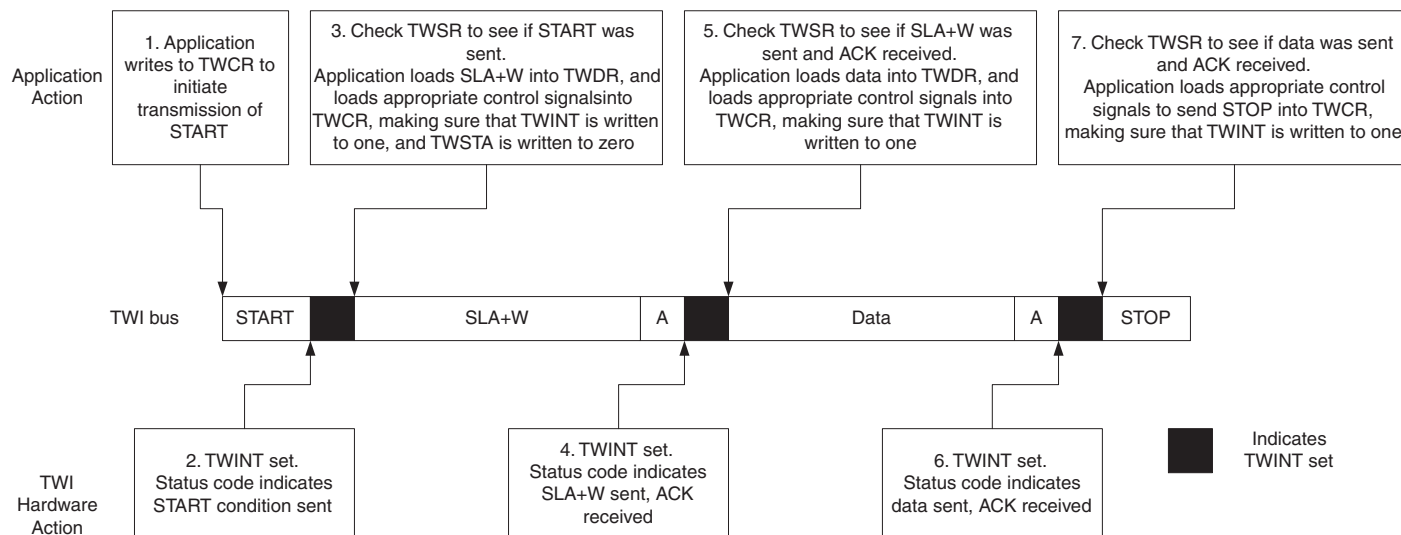 Application
Action
1. Application
writes to TWCR to
initiate
transmission of
START
3. Check TWSR to see if START was
sent.
Application loads SLA+W into TWDR, and
loads appropriate control signalsinto
TWCR, making sure that TWINT is written
to one, and TWSTA is written to zero
5. Check TWSR to see if SLA+W was
sent and ACK received.
Application loads data into TWDR, and
loads appropriate control signals into
TWCR, making sure that TWINT is
written to one
7. Check TWSR to see if data was sent
and ACK received.
Application loads appropriate control
signals to send STOP into TWCR,
making sure that TWINT is written to one
TWI bus
START
SLA+W
A
Data
A
STOP
TWI
Hardware
Action
2. TWINT set.
Status code indicates
START condition sent
4. TWINT set.
Status code indicates
SLA+W sent, ACK
received
6. TWINT set.
Status code indicates
data sent, ACK received
Indicates
TWINT set